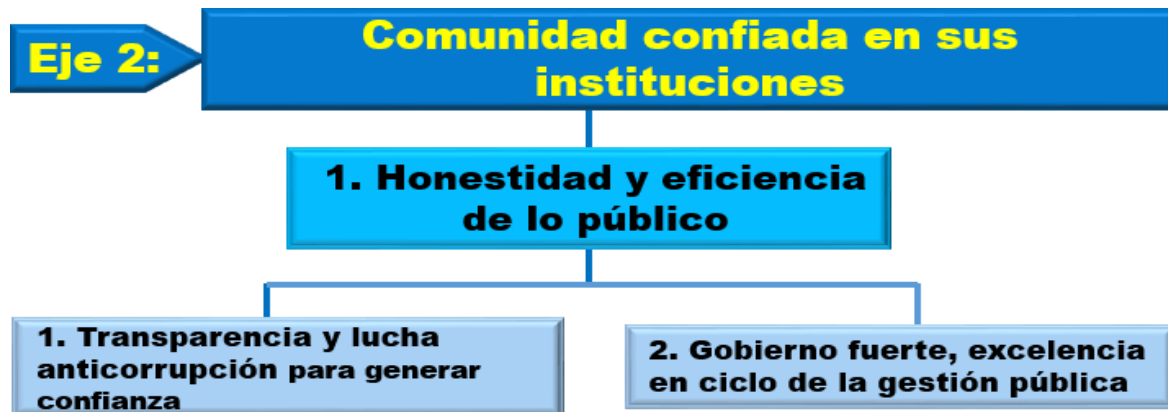 Eje 2:
Comunidad confiada en sus
instituciones
1. Honestidad y eficiencia
de lo público
1. Transparencia y lucha
anticorrupción para generar
confianza
2. Gobierno fuerte, excelencia
en ciclo de la gestión pública